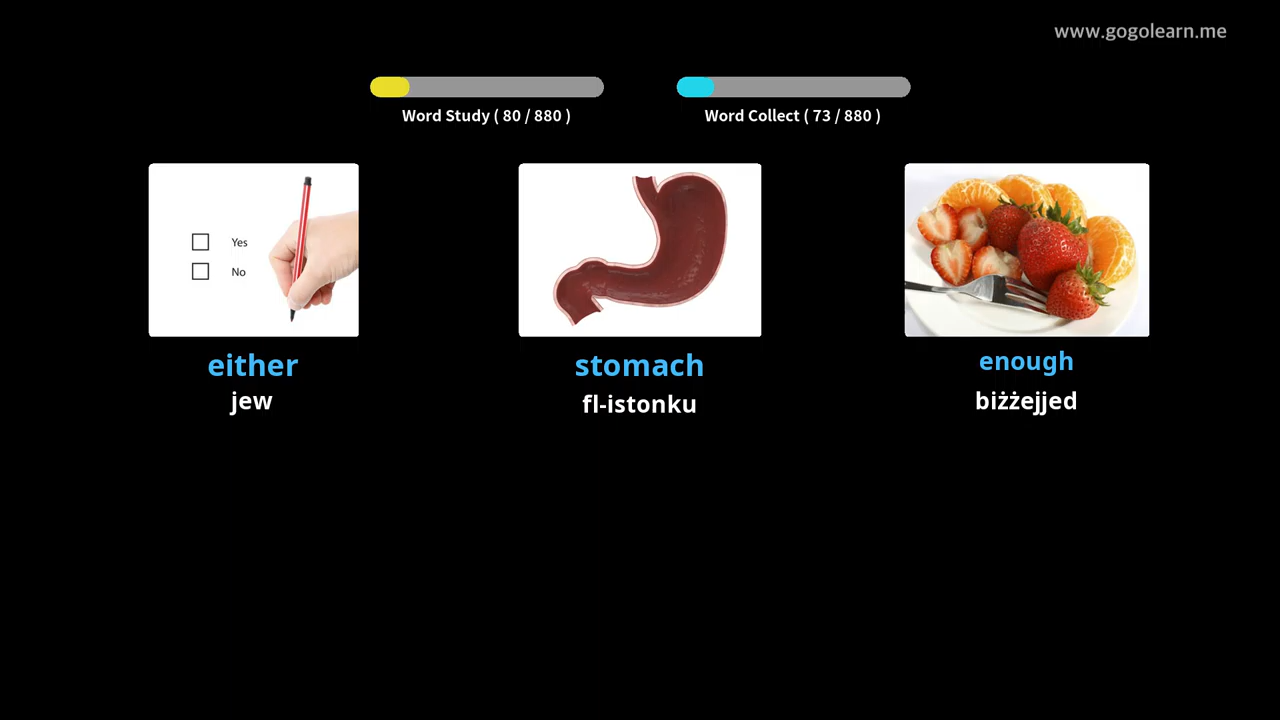 www.gogolearn.me
Word Study ( 80 / 880 )
Word Collect ( 73 / 880 )
Yes
No
either
stomach
enough
jew
fl-istonku
biżżejjed